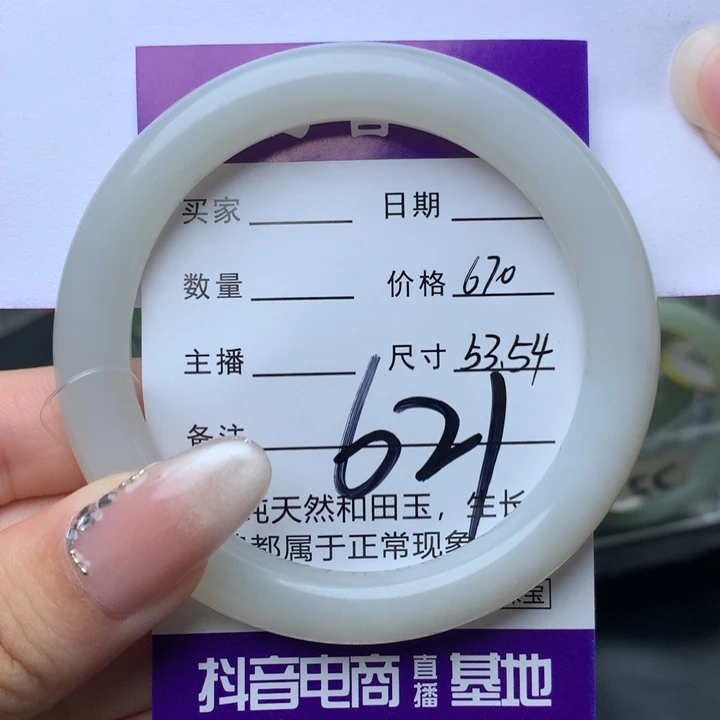 音
买家 日期
数量 价格 670
主播 尺寸 53.54
备注 621
纯天然和田玉，生长
都属于正常现象
宝
抖音电商 直播 基地